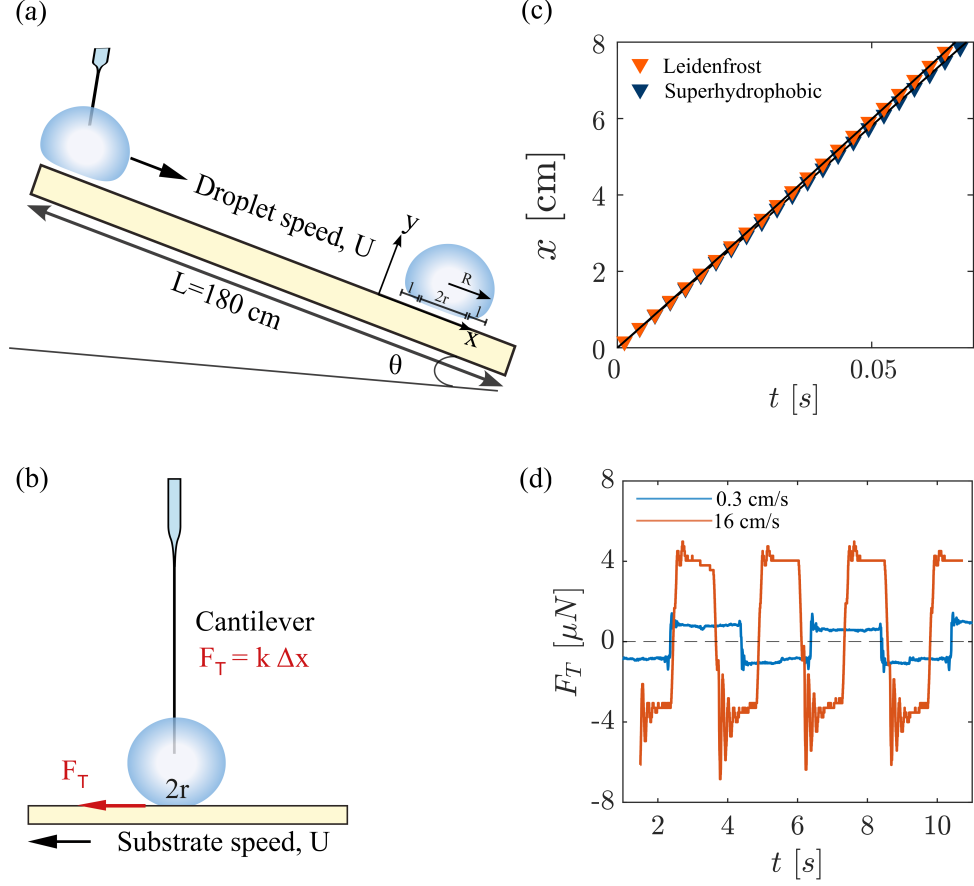 (a)
Droplet speed, U
L=180 cm
y
R
l 2r l
x
θ
(b)
Cantilever
F_T = k Δx
F_T
2r
Substrate speed, U
(c)
8
6
4
2
0
x [cm]
Leidenfrost
Superhydrophobic
0 0.05
t [s]
(d)
8
4
0
-4
-8
F_T [μN]
0.3 cm/s
16 cm/s
2 4 6 8 10
t [s]